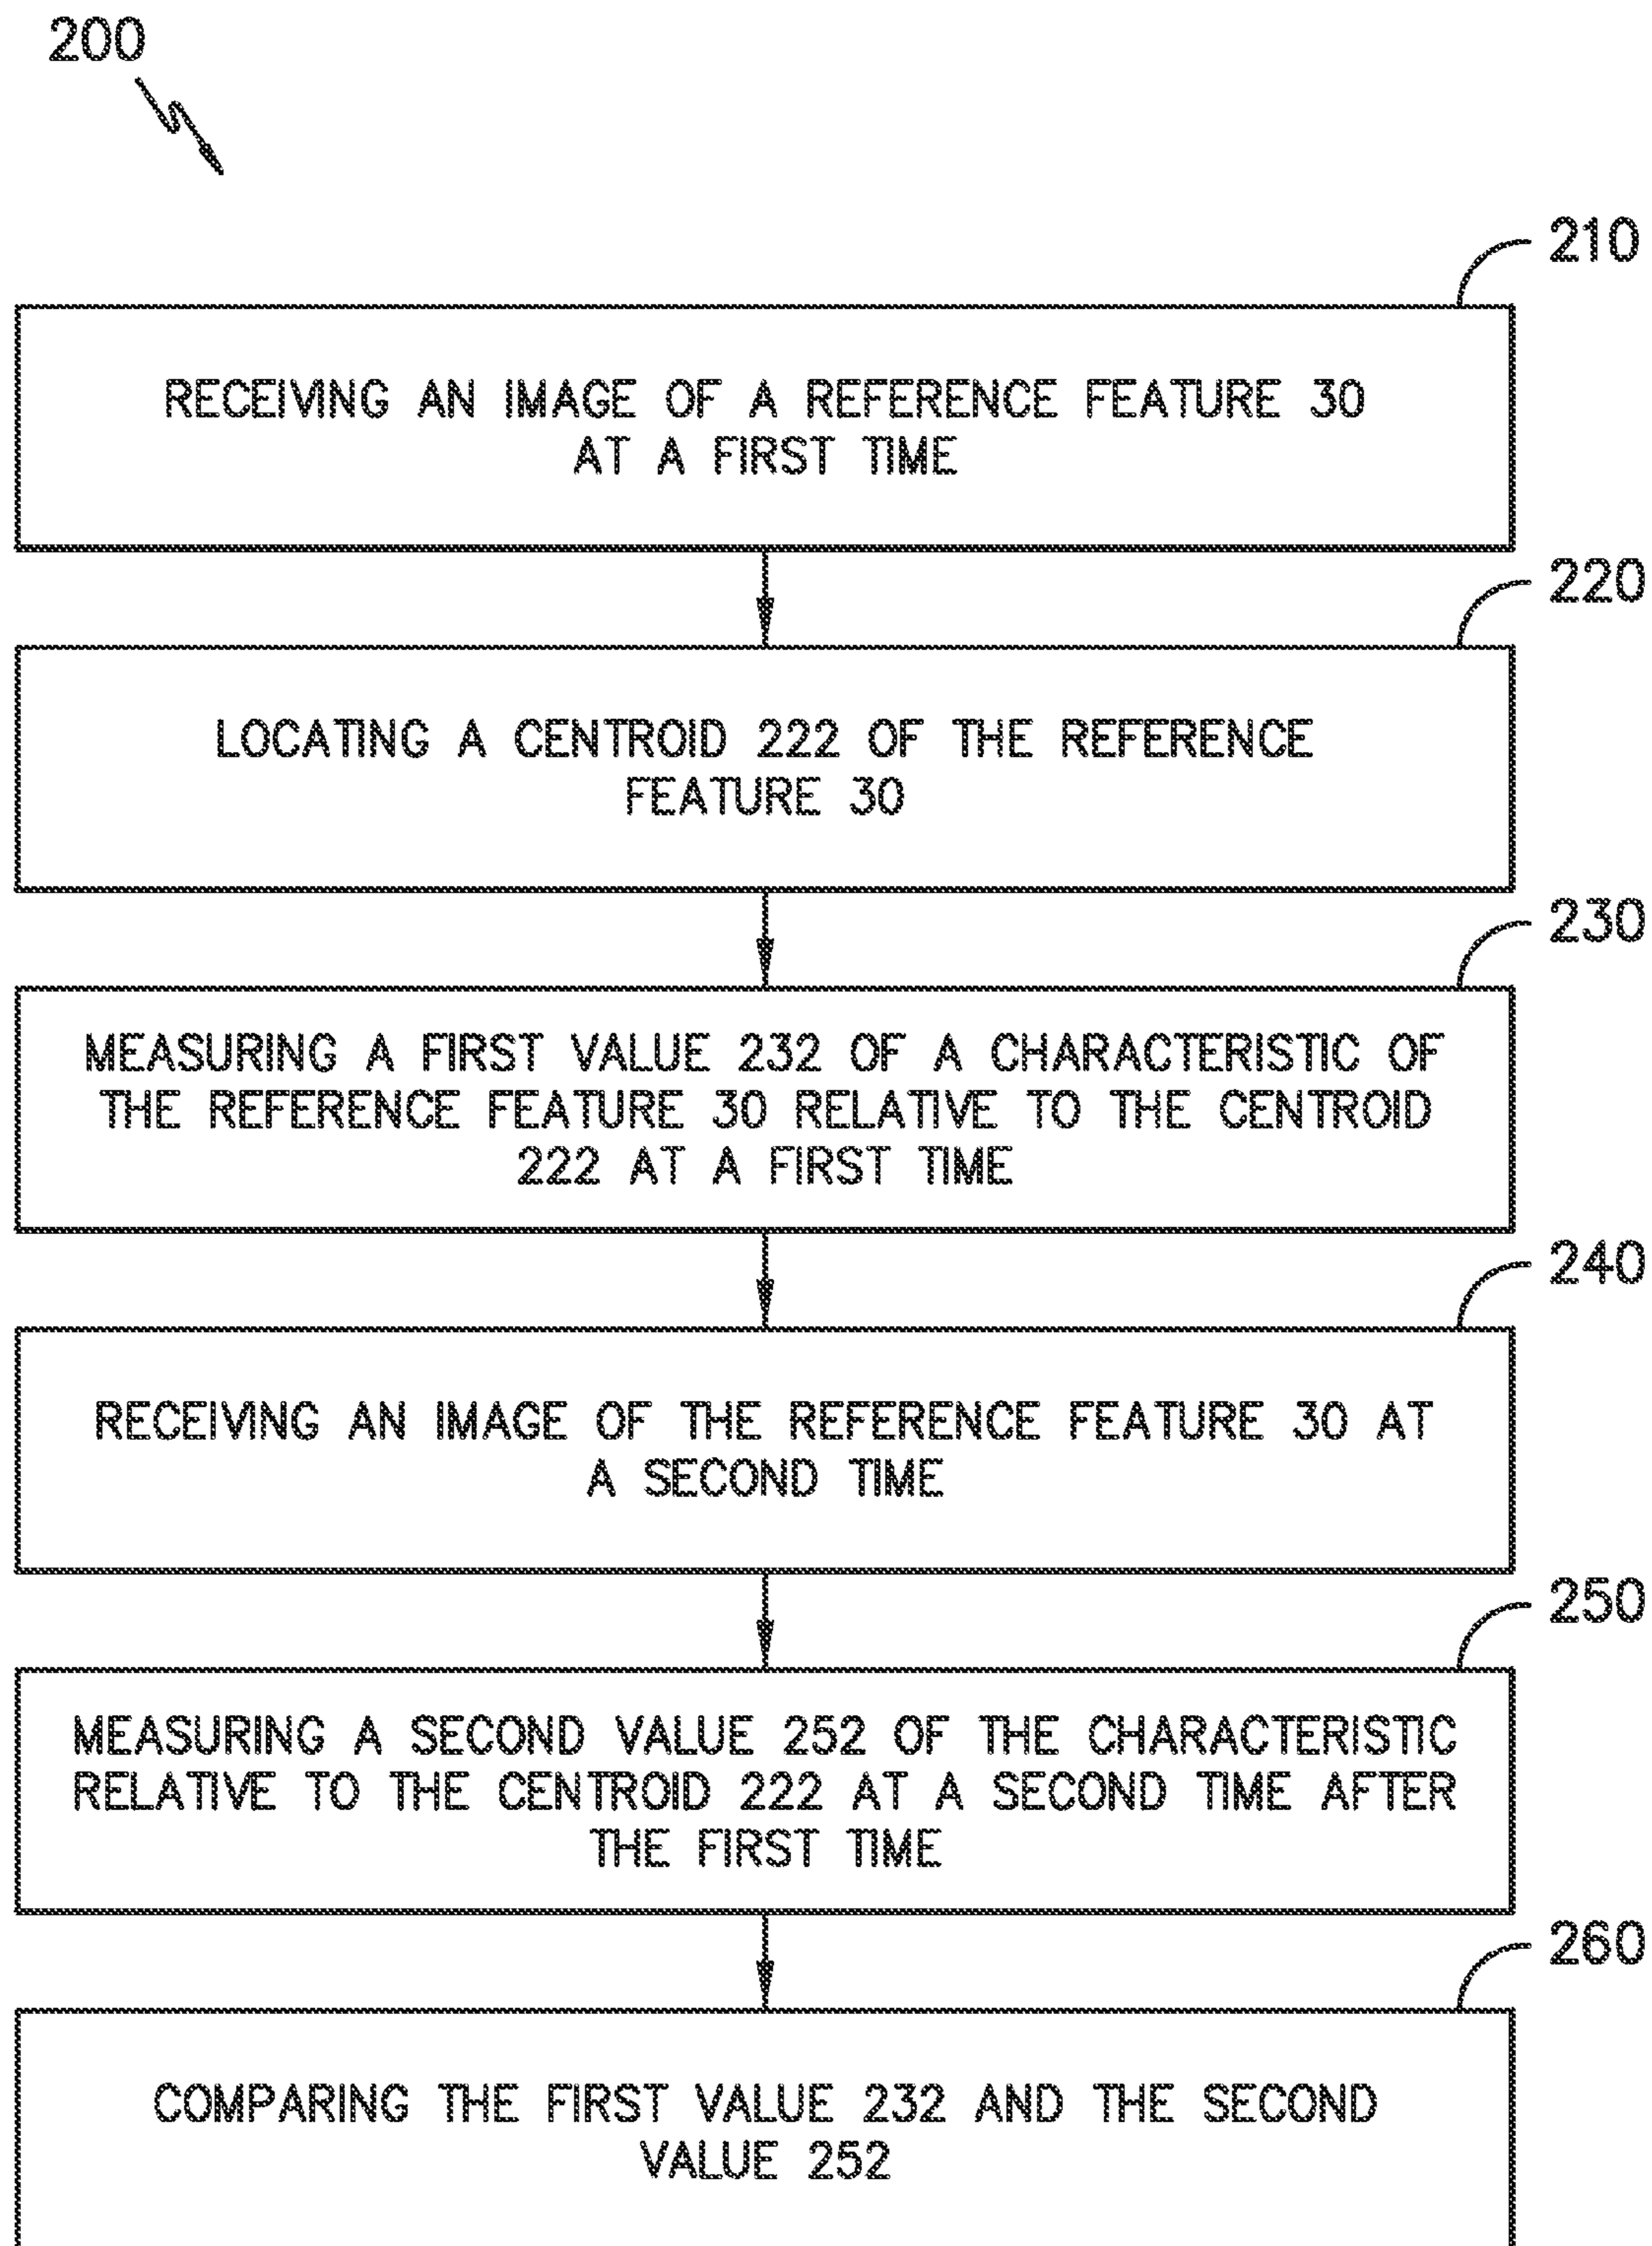 200
210
RECEIVING AN IMAGE OF A REFERENCE FEATURE 30
AT A FIRST TIME
220
LOCATING A CENTROID 222 OF THE REFERENCE
FEATURE 30
230
MEASURING A FIRST VALUE 232 OF A CHARACTERISTIC OF
THE REFERENCE FEATURE 30 RELATIVE TO THE CENTROID
222 AT A FIRST TIME
240
RECEIVING AN IMAGE OF THE REFERENCE FEATURE 30 AT
A SECOND TIME
250
MEASURING A SECOND VALUE 252 OF THE CHARACTERISTIC
RELATIVE TO THE CENTROID 222 AT A SECOND TIME AFTER
THE FIRST TIME
260
COMPARING THE FIRST VALUE 232 AND THE SECOND
VALUE 252